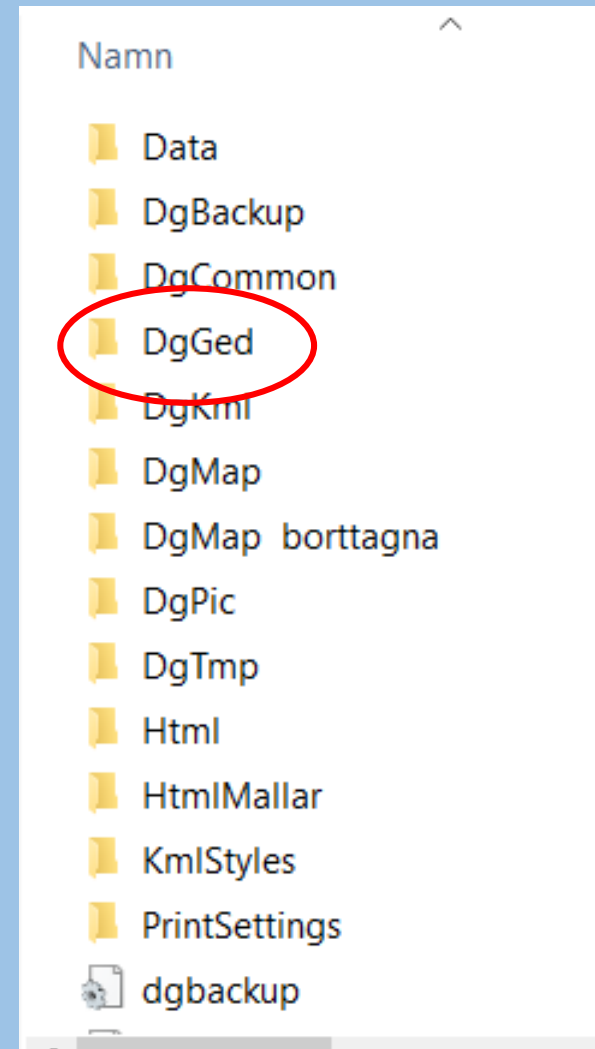 Namn
Data
DgBackup
DgCommon
DgGed
DgKml
DgMap
DgMap borttagna
DgPic
DgTmp
Html
HtmlMallar
KmlStyles
PrintSettings
dgbackup